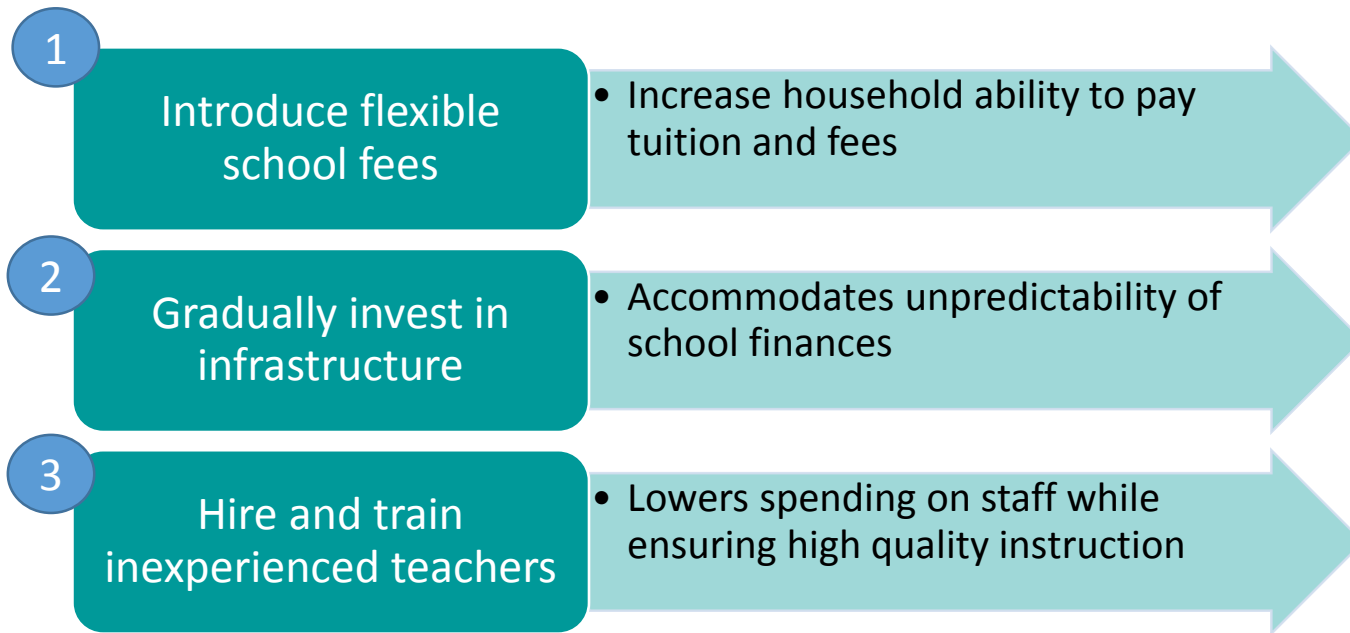 1
Introduce flexible
school fees
• Increase household ability to pay
tuition and fees
2
Gradually invest in
infrastructure
• Accommodates unpredictability of
school finances
3
Hire and train
inexperienced teachers
• Lowers spending on staff while
ensuring high quality instruction